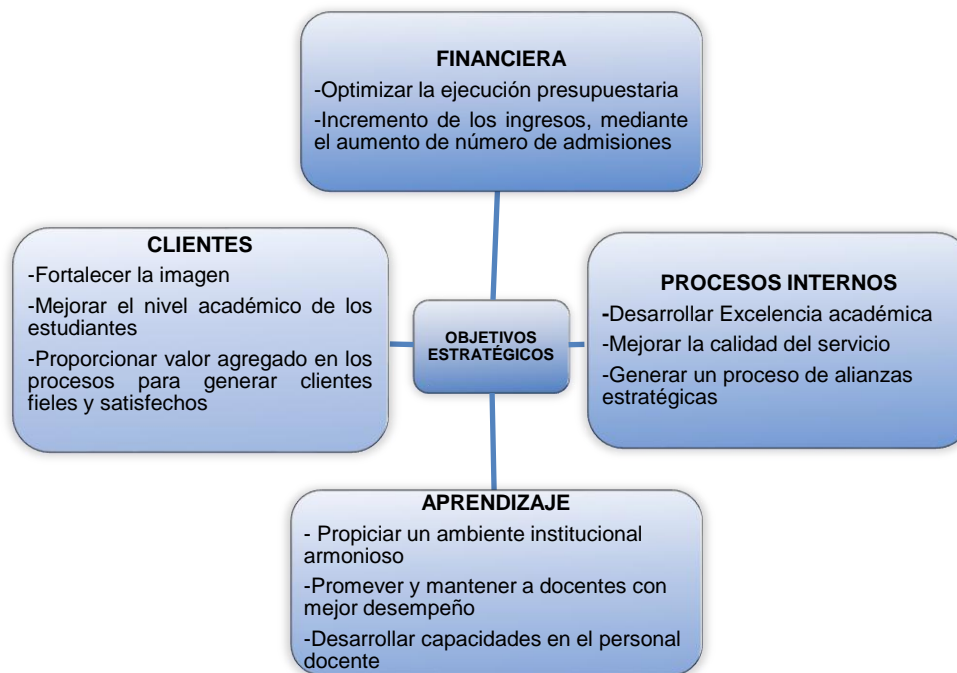 FINANCIERA
-Optimizar la ejecución presupuestaria
-Incremento de los ingresos, mediante
el aumento de número de admisiones
CLIENTES
-Fortalecer la imagen
-Mejorar el nivel académico de los
estudiantes
-Proporcionar valor agregado en los
procesos para generar clientes
fieles y satisfechos
OBJETIVOS
ESTRATÉGICOS
PROCESOS INTERNOS
-Desarrollar Excelencia académica
-Mejorar la calidad del servicio
-Generar un proceso de alianzas
estratégicas
APRENDIZAJE
- Propiciar un ambiente institucional
armonioso
-Promever y mantener a docentes con
mejor desempeño
-Desarrollar capacidades en el personal
docente